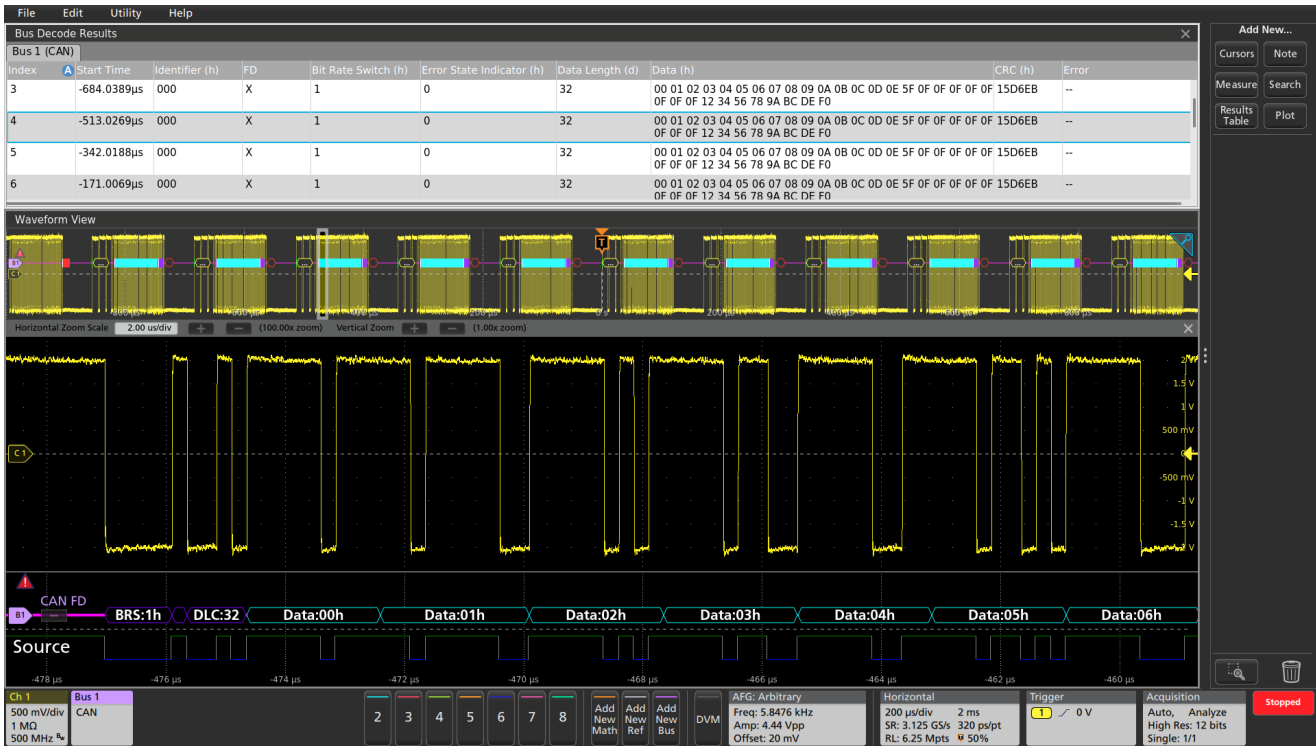 File Edit Utility Help
Bus Decode Results
Bus 1 (CAN)
Index A Start Time Identifier (h) FD Bit Rate Switch (h) Error State Indicator (h) Data Length (d) Data (h) CRC (h) Error
3 -684.0389µs 000 X 1 0 32 00 01 02 03 04 05 06 07 08 09 0A 0B 0C 0D 0E 5F 0F 0F 0F 0F 0F 15D6EB --
0F 0F 0F 12 34 56 78 9A BC DE F0
4 -513.0269µs 000 X 1 0 32 00 01 02 03 04 05 06 07 08 09 0A 0B 0C 0D 0E 5F 0F 0F 0F 0F 0F 15D6EB --
0F 0F 0F 12 34 56 78 9A BC DE F0
5 -342.0188µs 000 X 1 0 32 00 01 02 03 04 05 06 07 08 09 0A 0B 0C 0D 0E 5F 0F 0F 0F 0F 0F 15D6EB --
0F 0F 0F 12 34 56 78 9A BC DE F0
6 -171.0069µs 000 X 1 0 32 00 01 02 03 04 05 06 07 08 09 0A 0B 0C 0D 0E 5F 0F 0F 0F 0F 0F 15D6EB --
0F 0F 0F 12 34 56 78 9A BC DE F0
Waveform View
T
B1
C1
0 s 200 µs
Horizontal Zoom Scale 2.00 us/div + − (100.00x zoom) Vertical Zoom + − (1.00x zoom)
1.5 V
1 V
500 mV
C1
-500 mV
-1 V
-1.5 V
CAN FD
B1 BRS:1h DLC:32 Data:00h Data:01h Data:02h Data:03h Data:04h Data:05h Data:06h
Source
-478 µs -476 µs -474 µs -472 µs -470 µs -468 µs -466 µs -464 µs -462 µs -460 µs
Add New...
Cursors Note
Measure Search
Results Table Plot
Ch 1
500 mV/div
1 MΩ
500 MHz Bw
Bus 1
CAN
2 3 4 5 6 7 8
Add New Math
Add New Ref
Add New Bus
DVM
AFG: Arbitrary
Freq: 5.8476 kHz
Amp: 4.44 Vpp
Offset: 20 mV
Horizontal
200 µs/div 2 ms
SR: 3.125 GS/s 320 ps/pt
RL: 6.25 Mpts 50%
Trigger
1 0 V
Acquisition
Auto, Analyze
High Res: 12 bits
Single: 1/1
Stopped